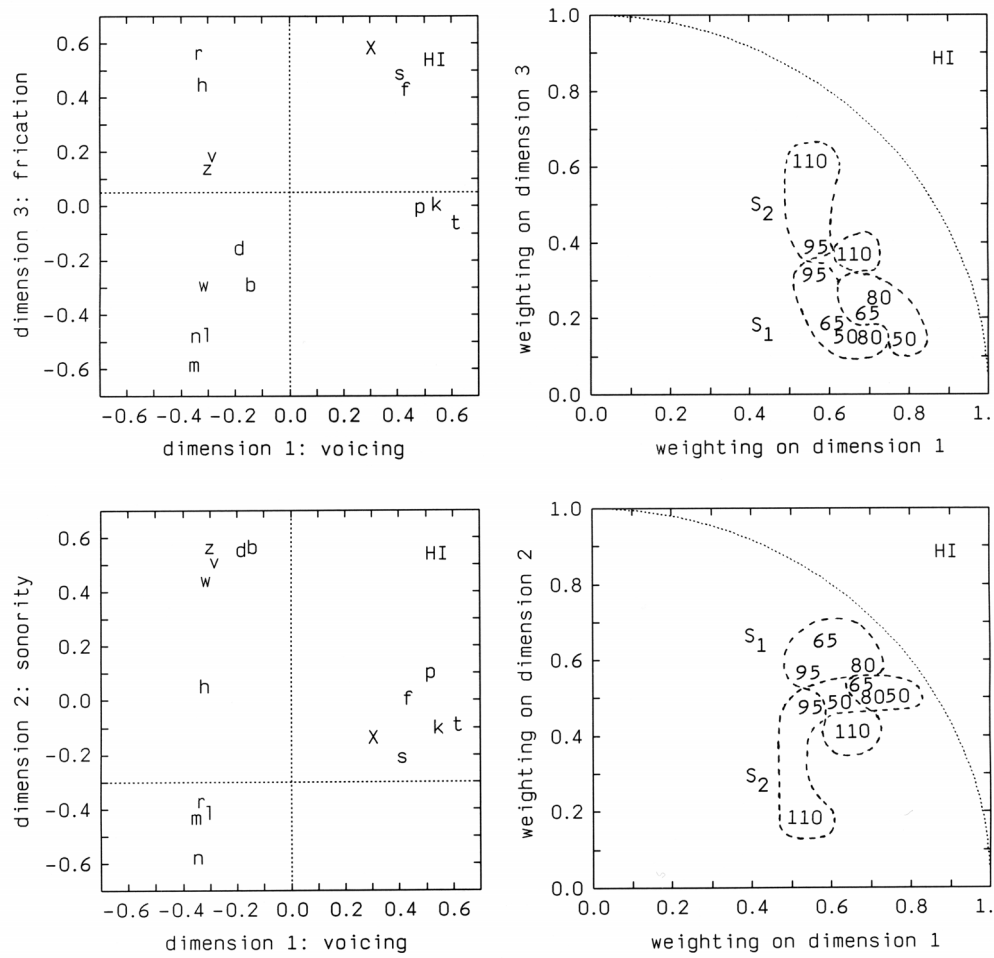 0.6
0.4
0.2
0.0
-0.2
-0.4
-0.6
dimension 3: frication
r
h
v
z
d
w
b
nl
m
X
s
f
HI
p
k
t
-0.6 -0.4 -0.2 0.0 0.2 0.4 0.6
dimension 1: voicing
1.0
0.8
0.6
0.4
0.2
0.0
weighting on dimension 3
HI
110
S2
95
110
95
80
65
S1
65
50
80
50
0.0 0.2 0.4 0.6 0.8 1.
weighting on dimension 1
0.6
0.4
0.2
0.0
-0.2
-0.4
-0.6
dimension 2: sonority
z
d
b
v
w
HI
h
p
f
k
t
X
s
r
l
m
n
-0.6 -0.4 -0.2 0.0 0.2 0.4 0.6
dimension 1: voicing
1.0
0.8
0.6
0.4
0.2
0.0
weighting on dimension 2
HI
S1
65
95
80
65
95
50
80
50
110
S2
110
0.0 0.2 0.4 0.6 0.8 1.
weighting on dimension 1